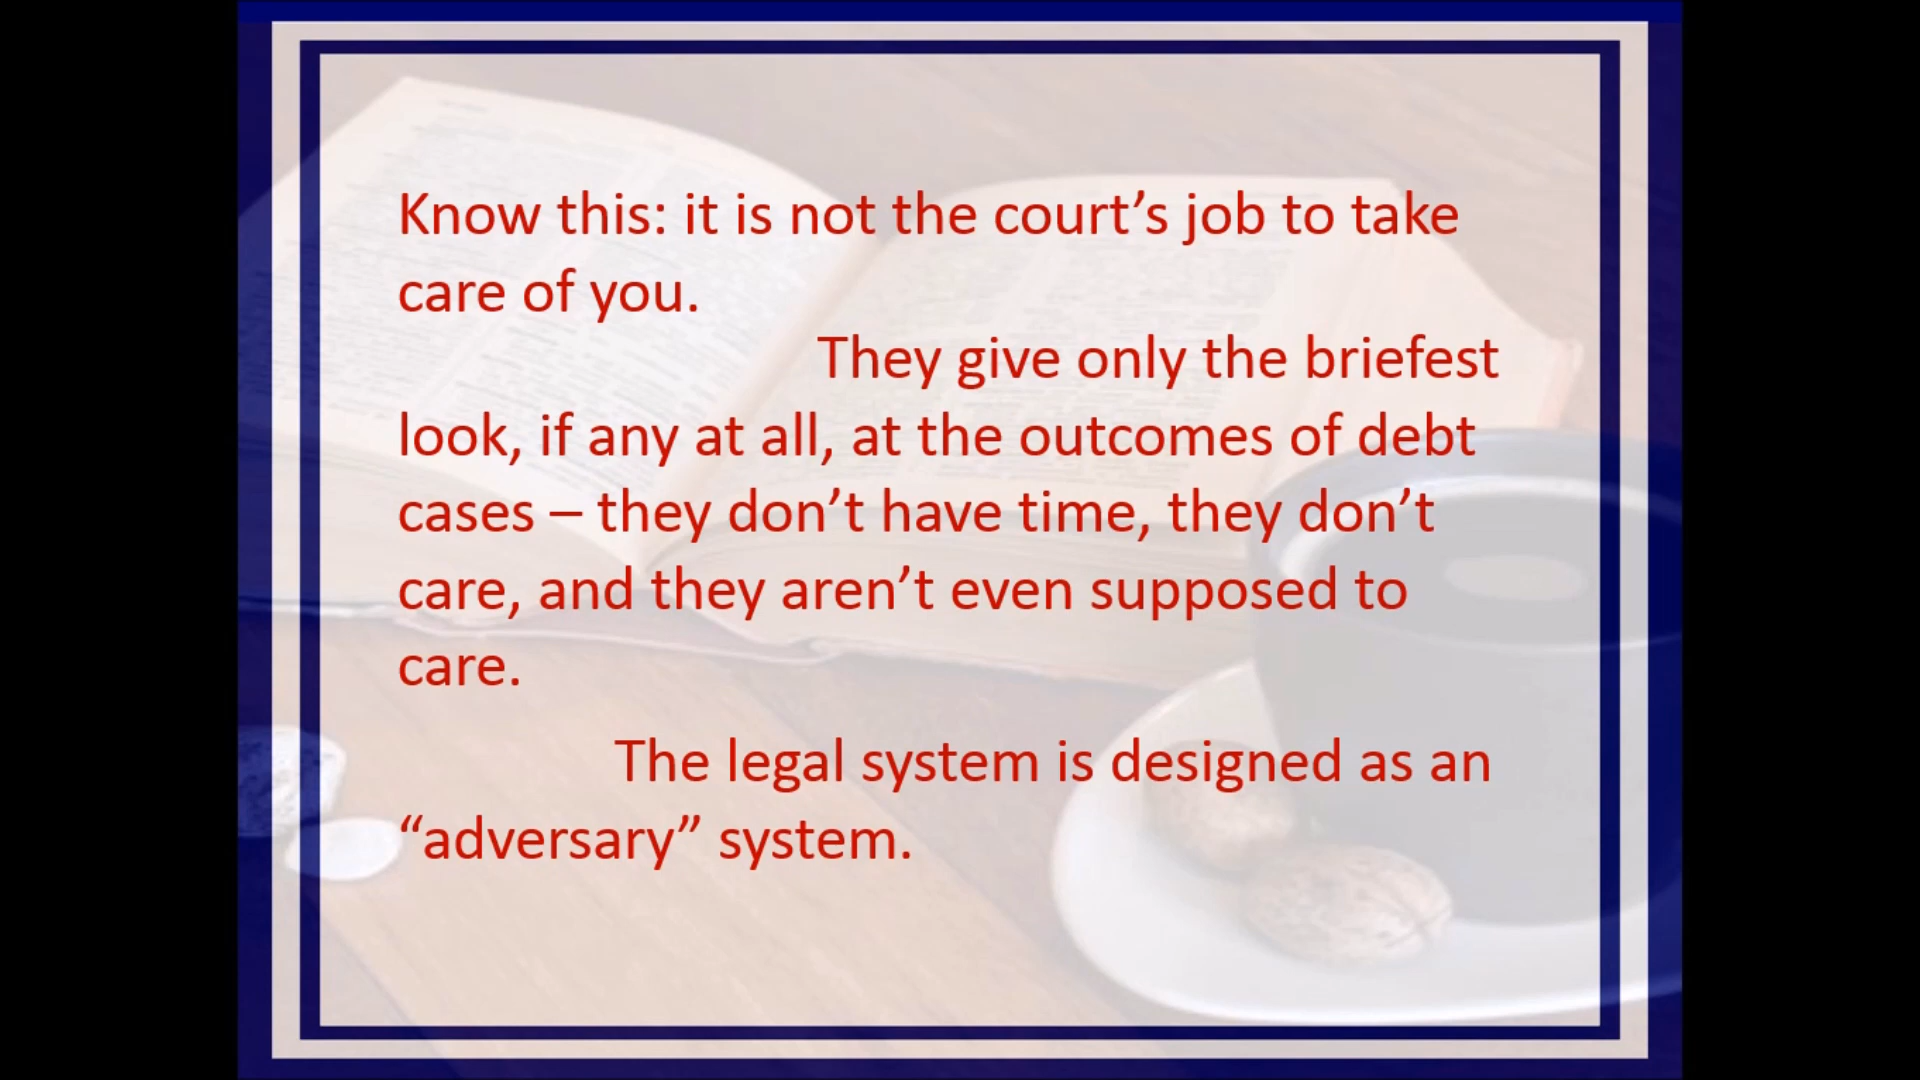 Know this: it is not the court’s job to take
care of you.
They give only the briefest
look, if any at all, at the outcomes of debt
cases – they don’t have time, they don’t
care, and they aren’t even supposed to
care.
The legal system is designed as an
“adversary” system.